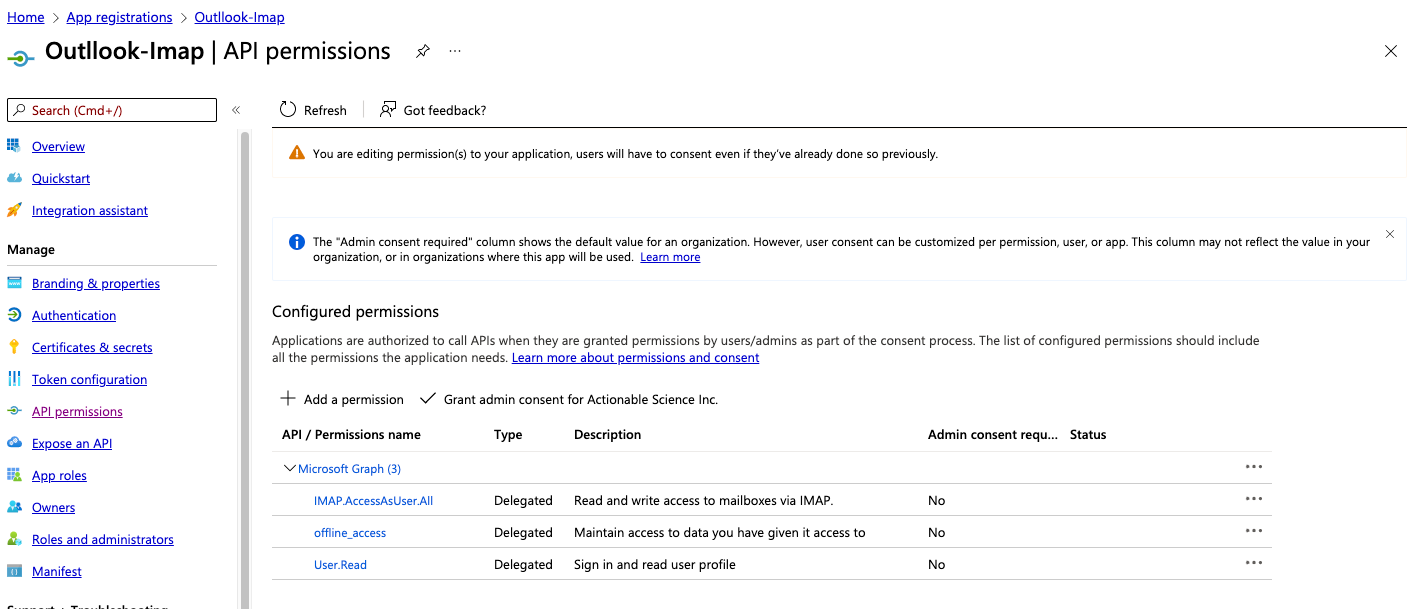 Home > App registrations > Outllook-Imap
Outllook-Imap | API permissions ...
Search (Cmd+/)
«
Overview
Quickstart
Integration assistant
Manage
Branding & properties
Authentication
Certificates & secrets
Token configuration
API permissions
Expose an API
App roles
Owners
Roles and administrators
Manifest
Support + Troubleshooting
Refresh
Got feedback?
You are editing permission(s) to your application, users will have to consent even if they've already done so previously.
The "Admin consent required" column shows the default value for an organization. However, user consent can be customized per permission, user, or app. This column may not reflect the value in your
organization, or in organizations where this app will be used. Learn more
Configured permissions
Applications are authorized to call APIs when they are granted permissions by users/admins as part of the consent process. The list of configured permissions should include
all the permissions the application needs. Learn more about permissions and consent
Add a permission
Grant admin consent for Actionable Science Inc.
API / Permissions name Type Description Admin consent requ... Status
Microsoft Graph (3) ...
IMAP.AccessAsUser.All Delegated Read and write access to mailboxes via IMAP. No ...
offline_access Delegated Maintain access to data you have given it access to No ...
User.Read Delegated Sign in and read user profile No ...